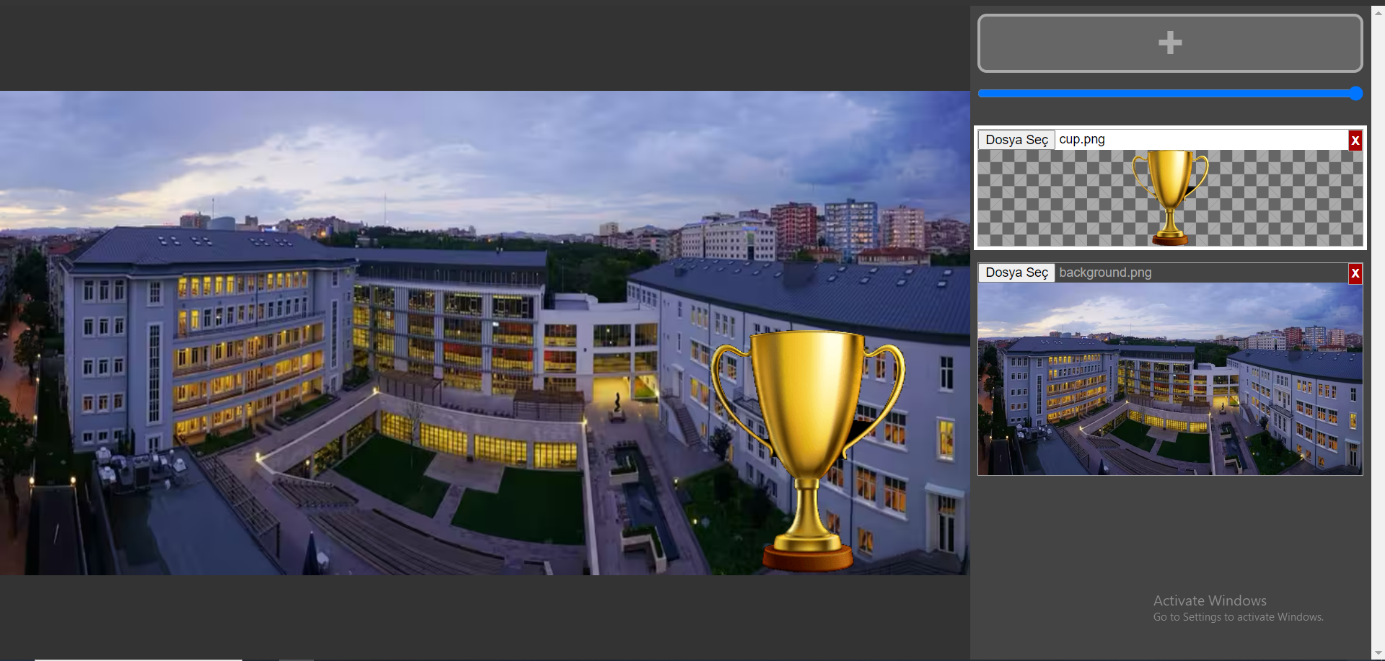 Dosya Seç cup.png X
Dosya Seç background.png X
Activate Windows
Go to Settings to activate Windows.